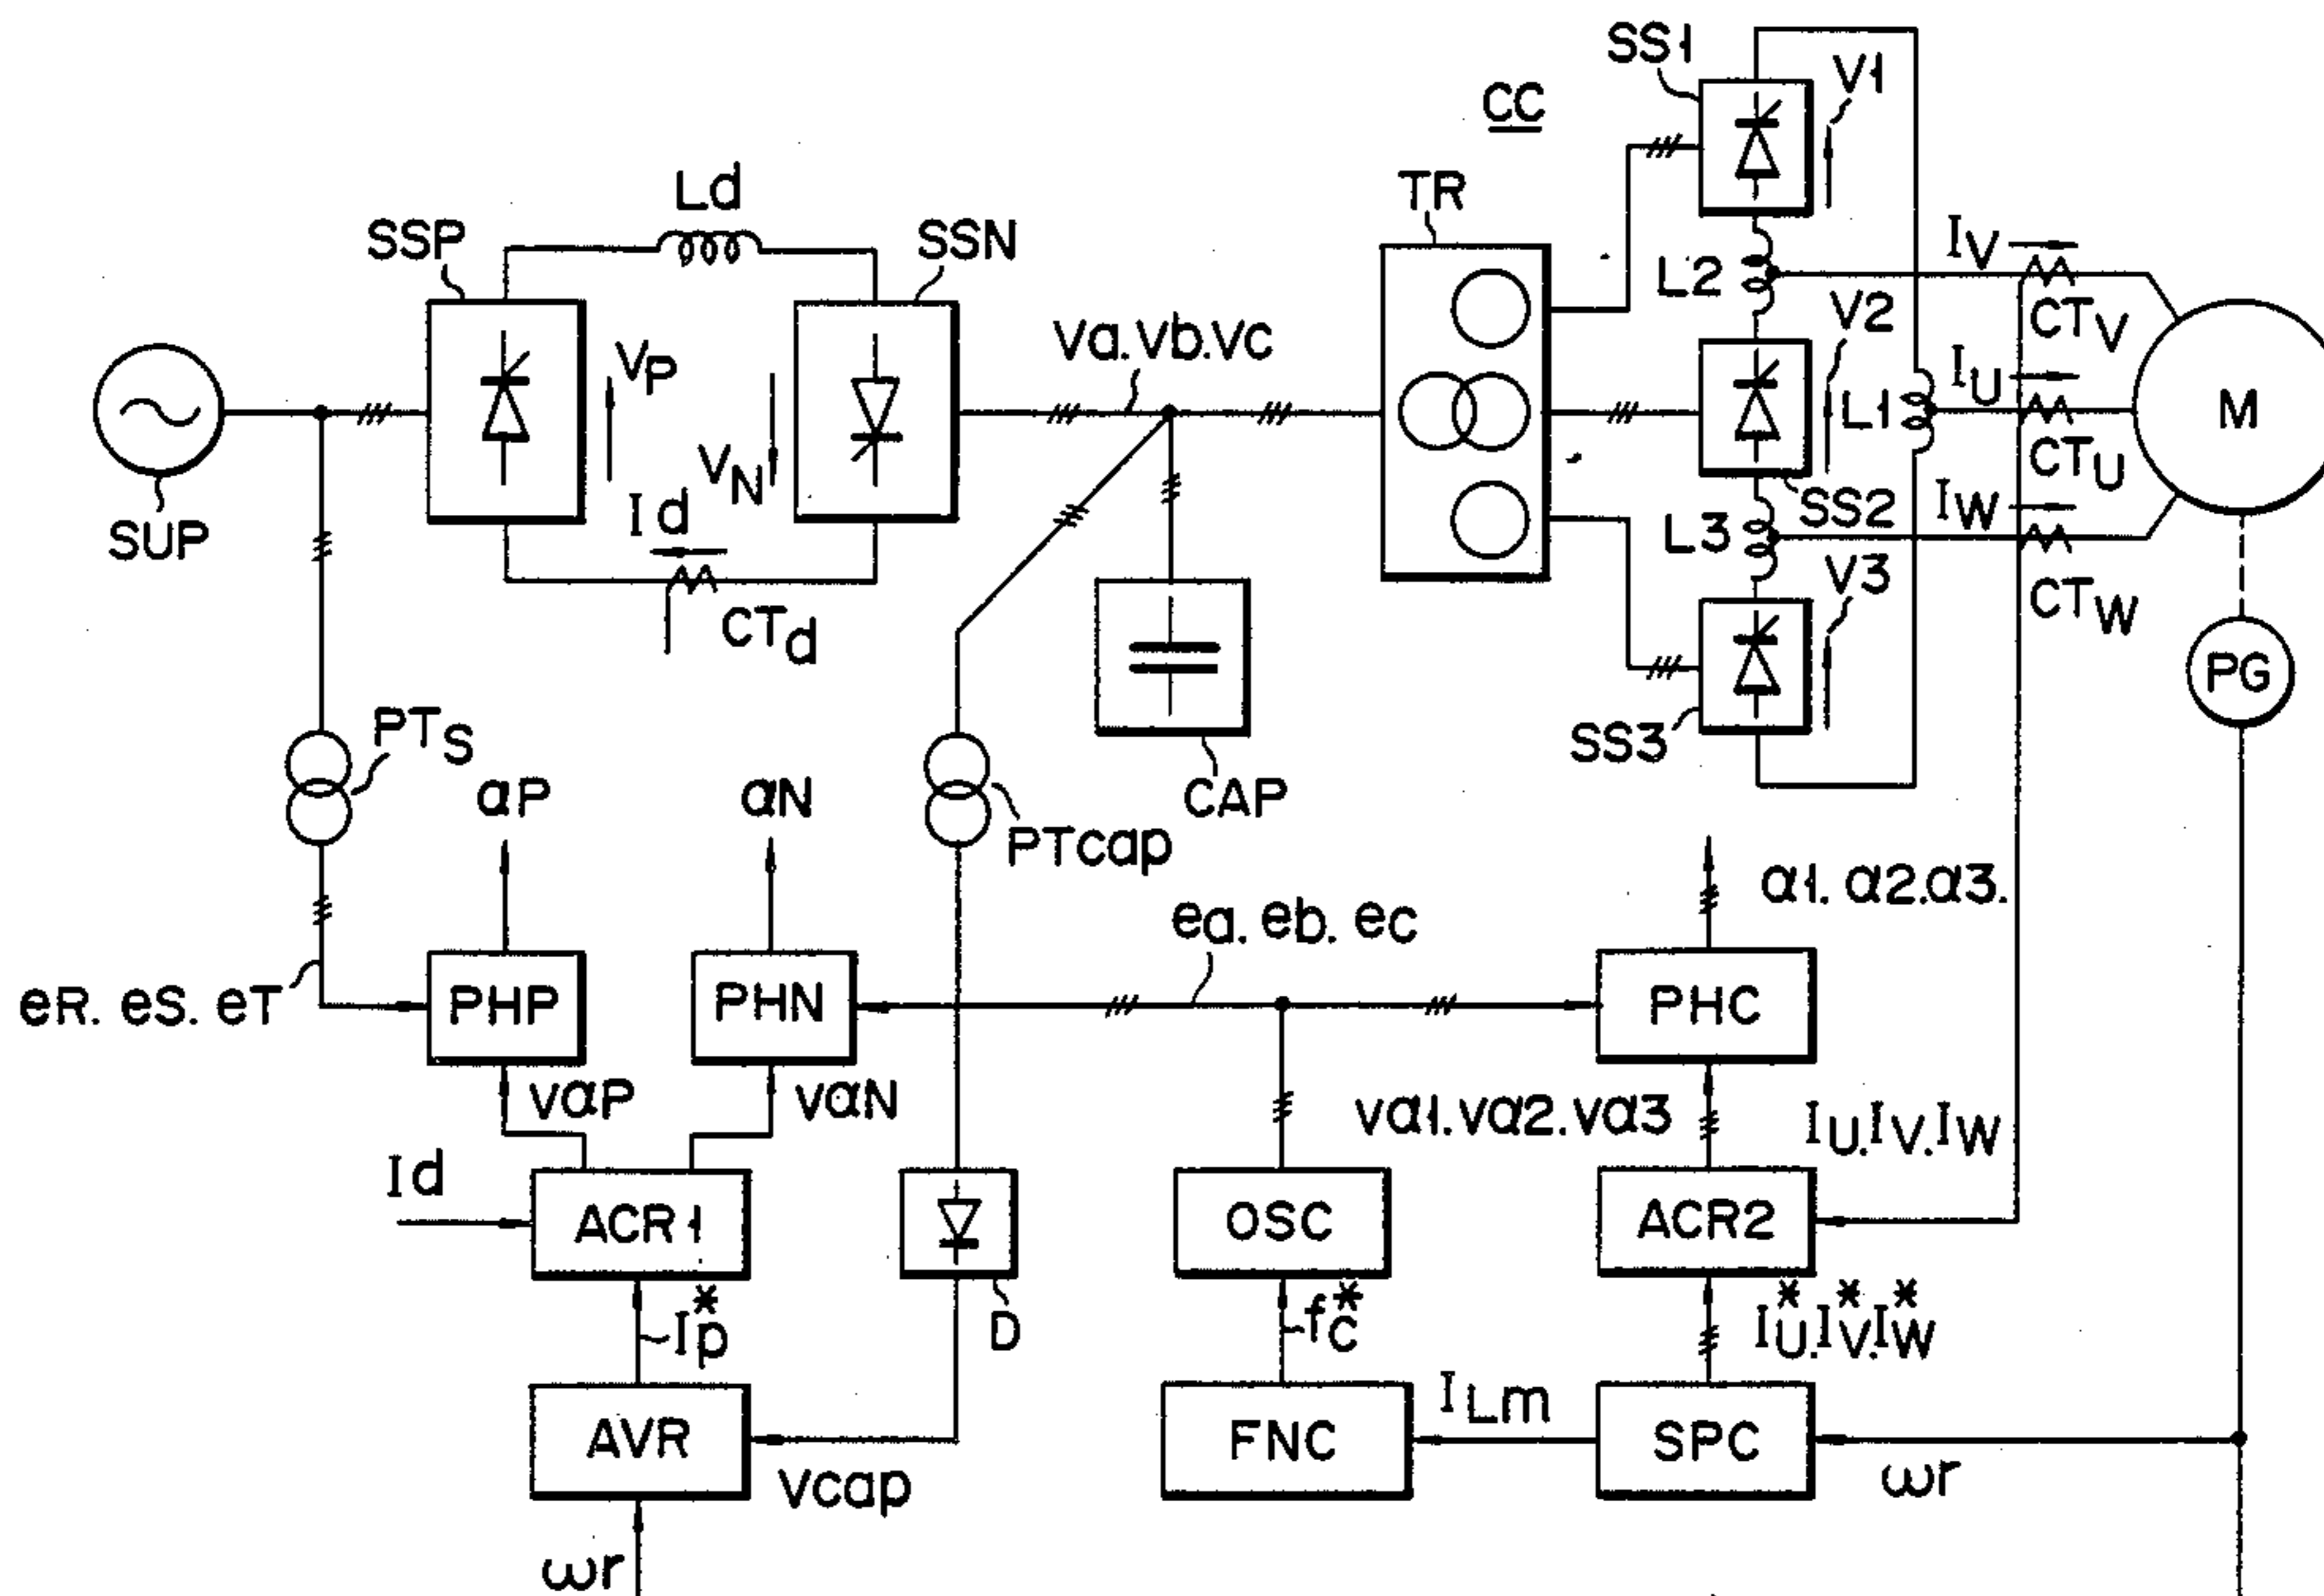 SS1
V1
CC
TR
Ld
SSP
SSN
IV
L2
CTV
V2
Va.Vb.Vc
VP
IU
L1
M
VN
CTU
Id
SS2
IW
SUP
L3
V3
CTd
CTW
PG
PTS
SS3
αP
αN
CAP
PTcap
α1. α2.α3.
ea. eb. ec
eR. eS. eT
PHP
PHN
PHC
vαP
vαN
vα1.vα2.vα3
IU.IV.IW
Id
ACR1
OSC
ACR2
Ip*
D
fc*
IU*.IV*.IW*
ILm
AVR
FNC
SPC
Vcap
ωr
ωr